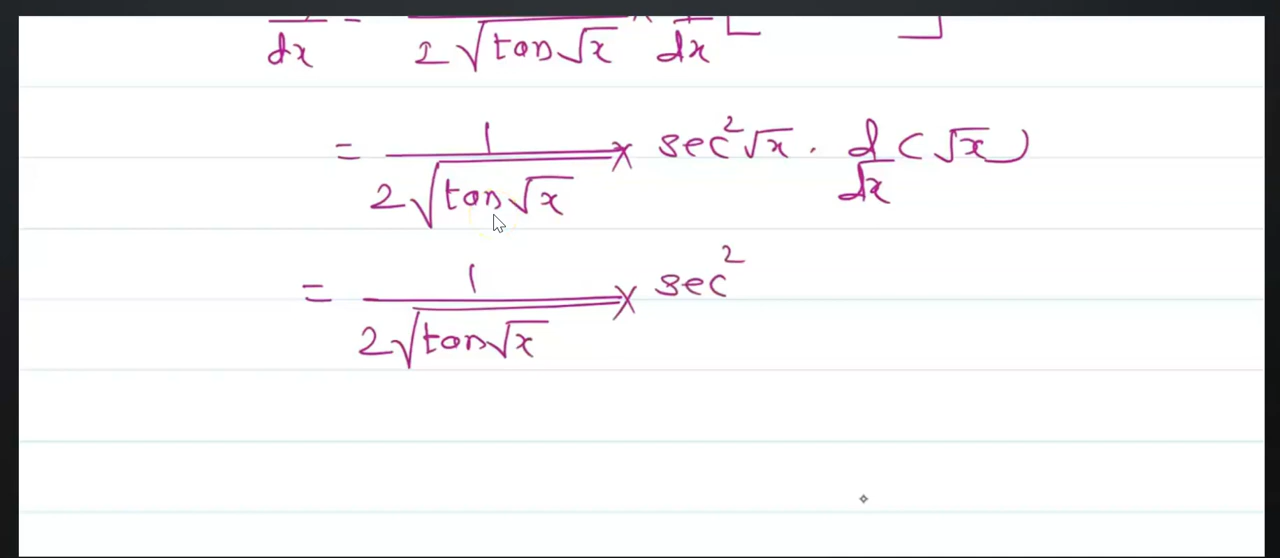 dx = 2√tan√x dx [ ]
= 1/2√tan√x × sec²√x . d/dx (√x)
= 1/2√tan√x × sec²